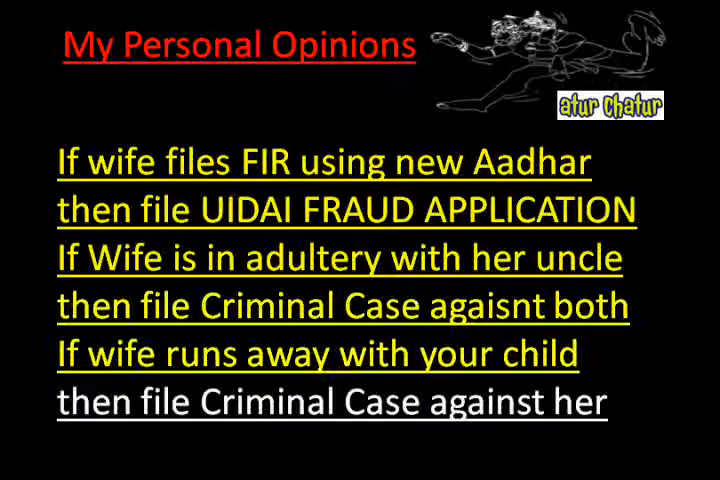 My Personal Opinions
atur chatur
If wife files FIR using new Aadhar
then file UIDAI FRAUD APPLICATION
If Wife is in adultery with her uncle
then file Criminal Case agaisnt both
If wife runs away with your child
then file Criminal Case against her